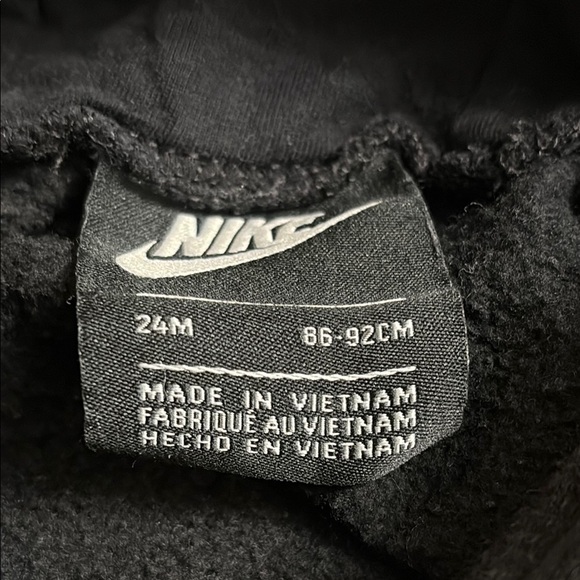 NIKE
24M 86-92CM
MADE IN VIETNAM
FABRIQUÉ AU VIETNAM
HECHO EN VIETNAM